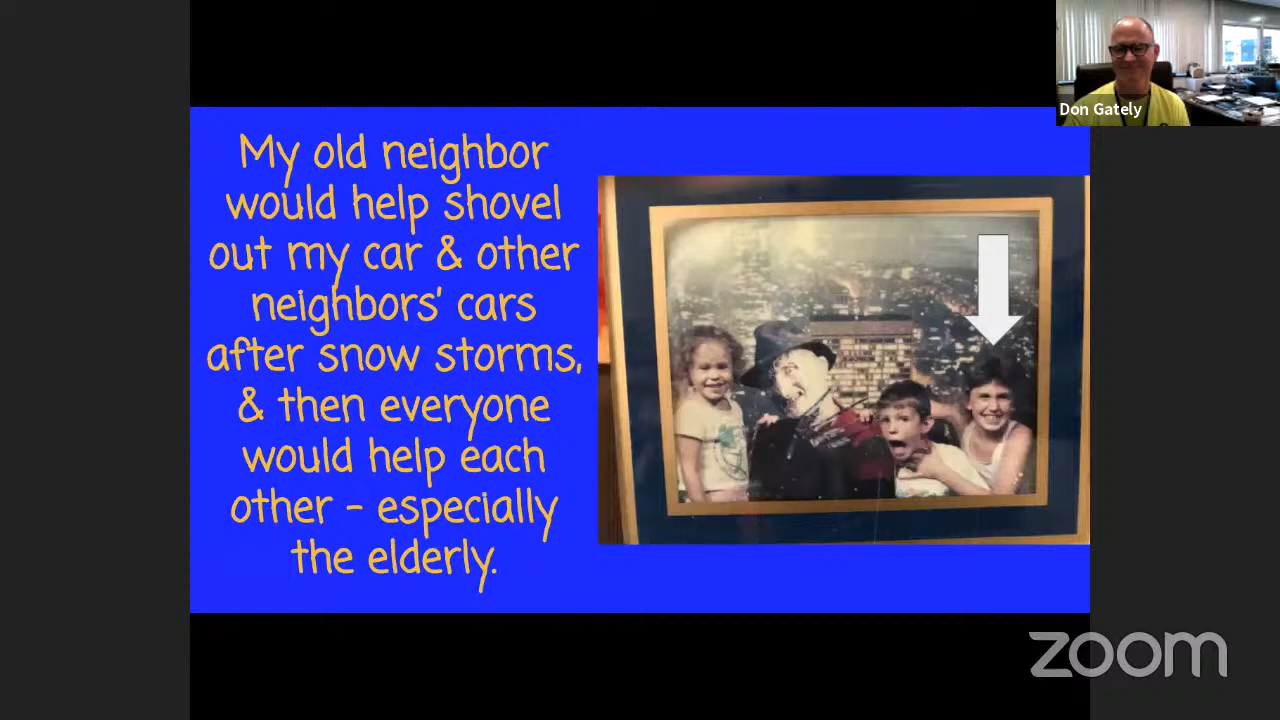 My old neighbor
would help shovel
out my car & other
neighbors' cars
after snow storms,
& then everyone
would help each
other - especially
the elderly.
Don Gately
zoom